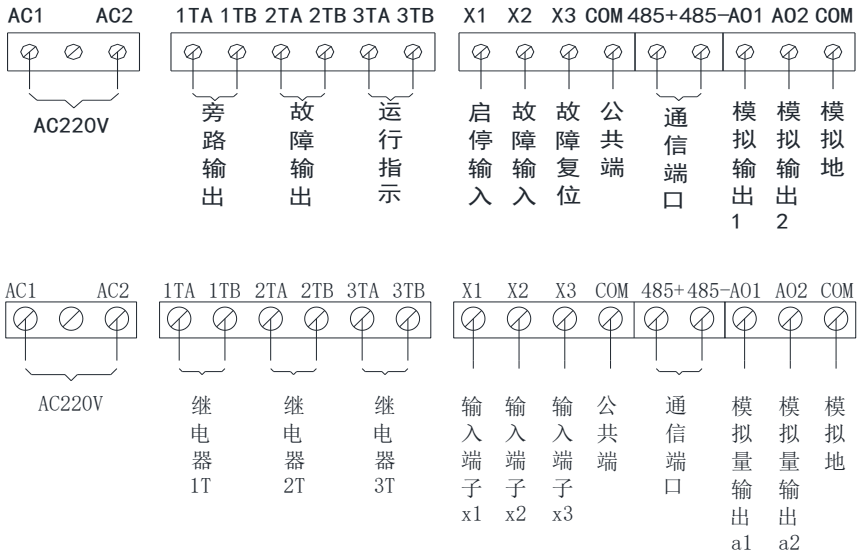 AC1 AC2 1TA 1TB 2TA 2TB 3TA 3TB X1 X2 X3 COM 485+ 485- AO1 AO2 COM
AC220V
旁路输出
故障输出
运行指示
启停输入
故障输入
故障复位
公共端
通信端口
模拟输出1
模拟输出2
模拟地
AC1 AC2 1TA 1TB 2TA 2TB 3TA 3TB X1 X2 X3 COM 485+ 485- AO1 AO2 COM
AC220V
继电器1T
继电器2T
继电器3T
输入端子x1
输入端子x2
输入端子x3
公共端
通信端口
模拟量输出a1
模拟量输出a2
模拟地